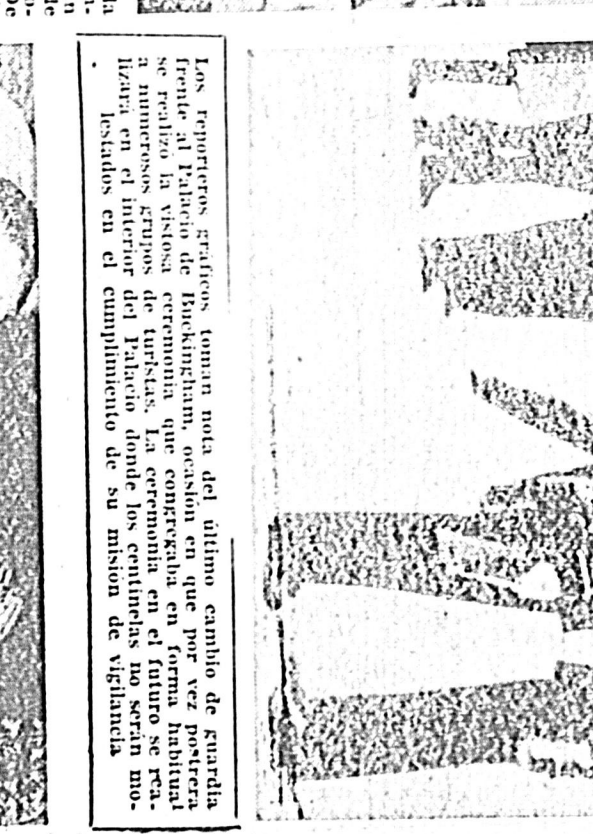 Los reporteros gráficos toman nota del último cambio de guardia
frente al Palacio de Buckingham, ocasión en que por vez postrera
se realizó la vistosa ceremonia que congregaba en forma habitual
a numerosos grupos de turistas. La ceremonia en el futuro se rea-
lizará en el interior del Palacio donde los centinelas no serán mo-
lestados en el cumplimiento de su misión de vigilancia